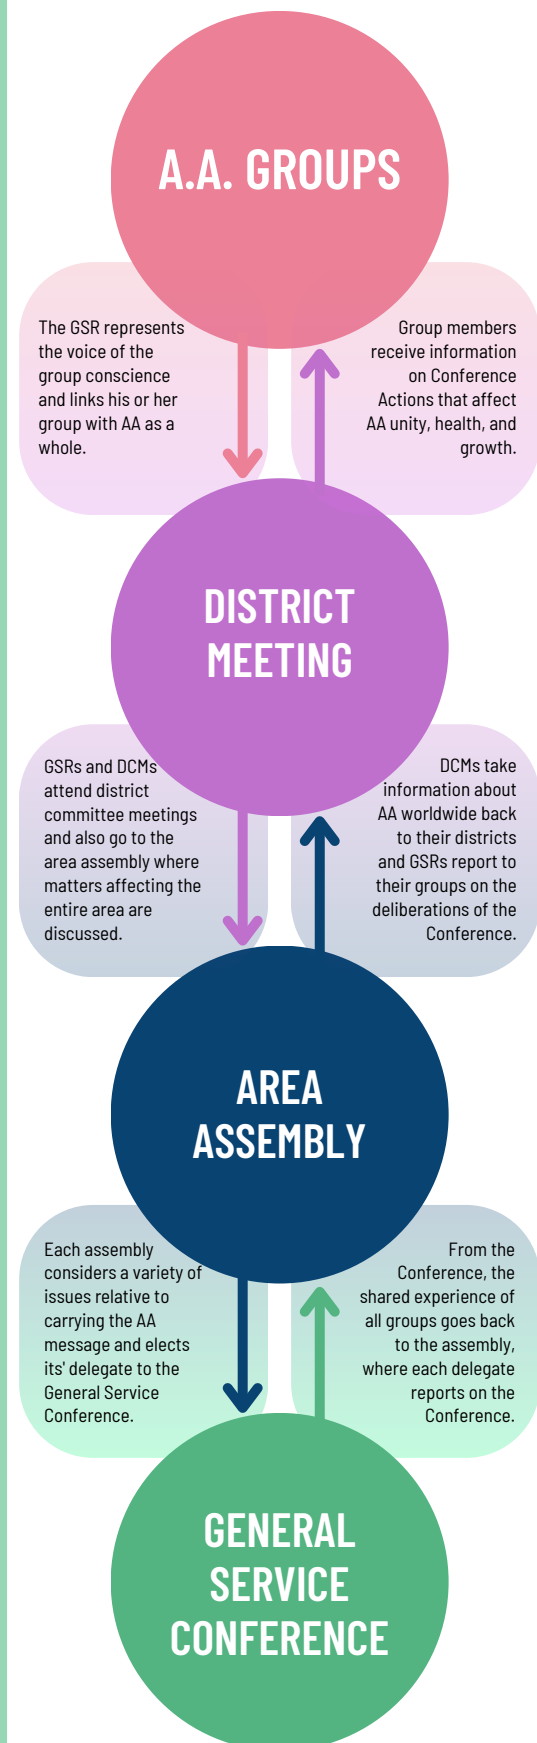 A.A. GROUPS
The GSR represents
the voice of the
group conscience
and links his or her
group with AA as a
whole.
Group members
receive information
on Conference
Actions that affect
AA unity, health, and
growth.
DISTRICT
MEETING
GSRs and DCMs
attend district
committee meetings
and also go to the
area assembly where
matters affecting the
entire area are
discussed.
DCMs take
information about
AA worldwide back
to their districts
and GSRs report to
their groups on the
deliberations of the
Conference.
AREA
ASSEMBLY
Each assembly
considers a variety of
issues relative to
carrying the AA
message and elects
its' delegate to the
General Service
Conference.
From the
Conference, the
shared experience of
all groups goes back
to the assembly,
where each delegate
reports on the
Conference.
GENERAL
SERVICE
CONFERENCE